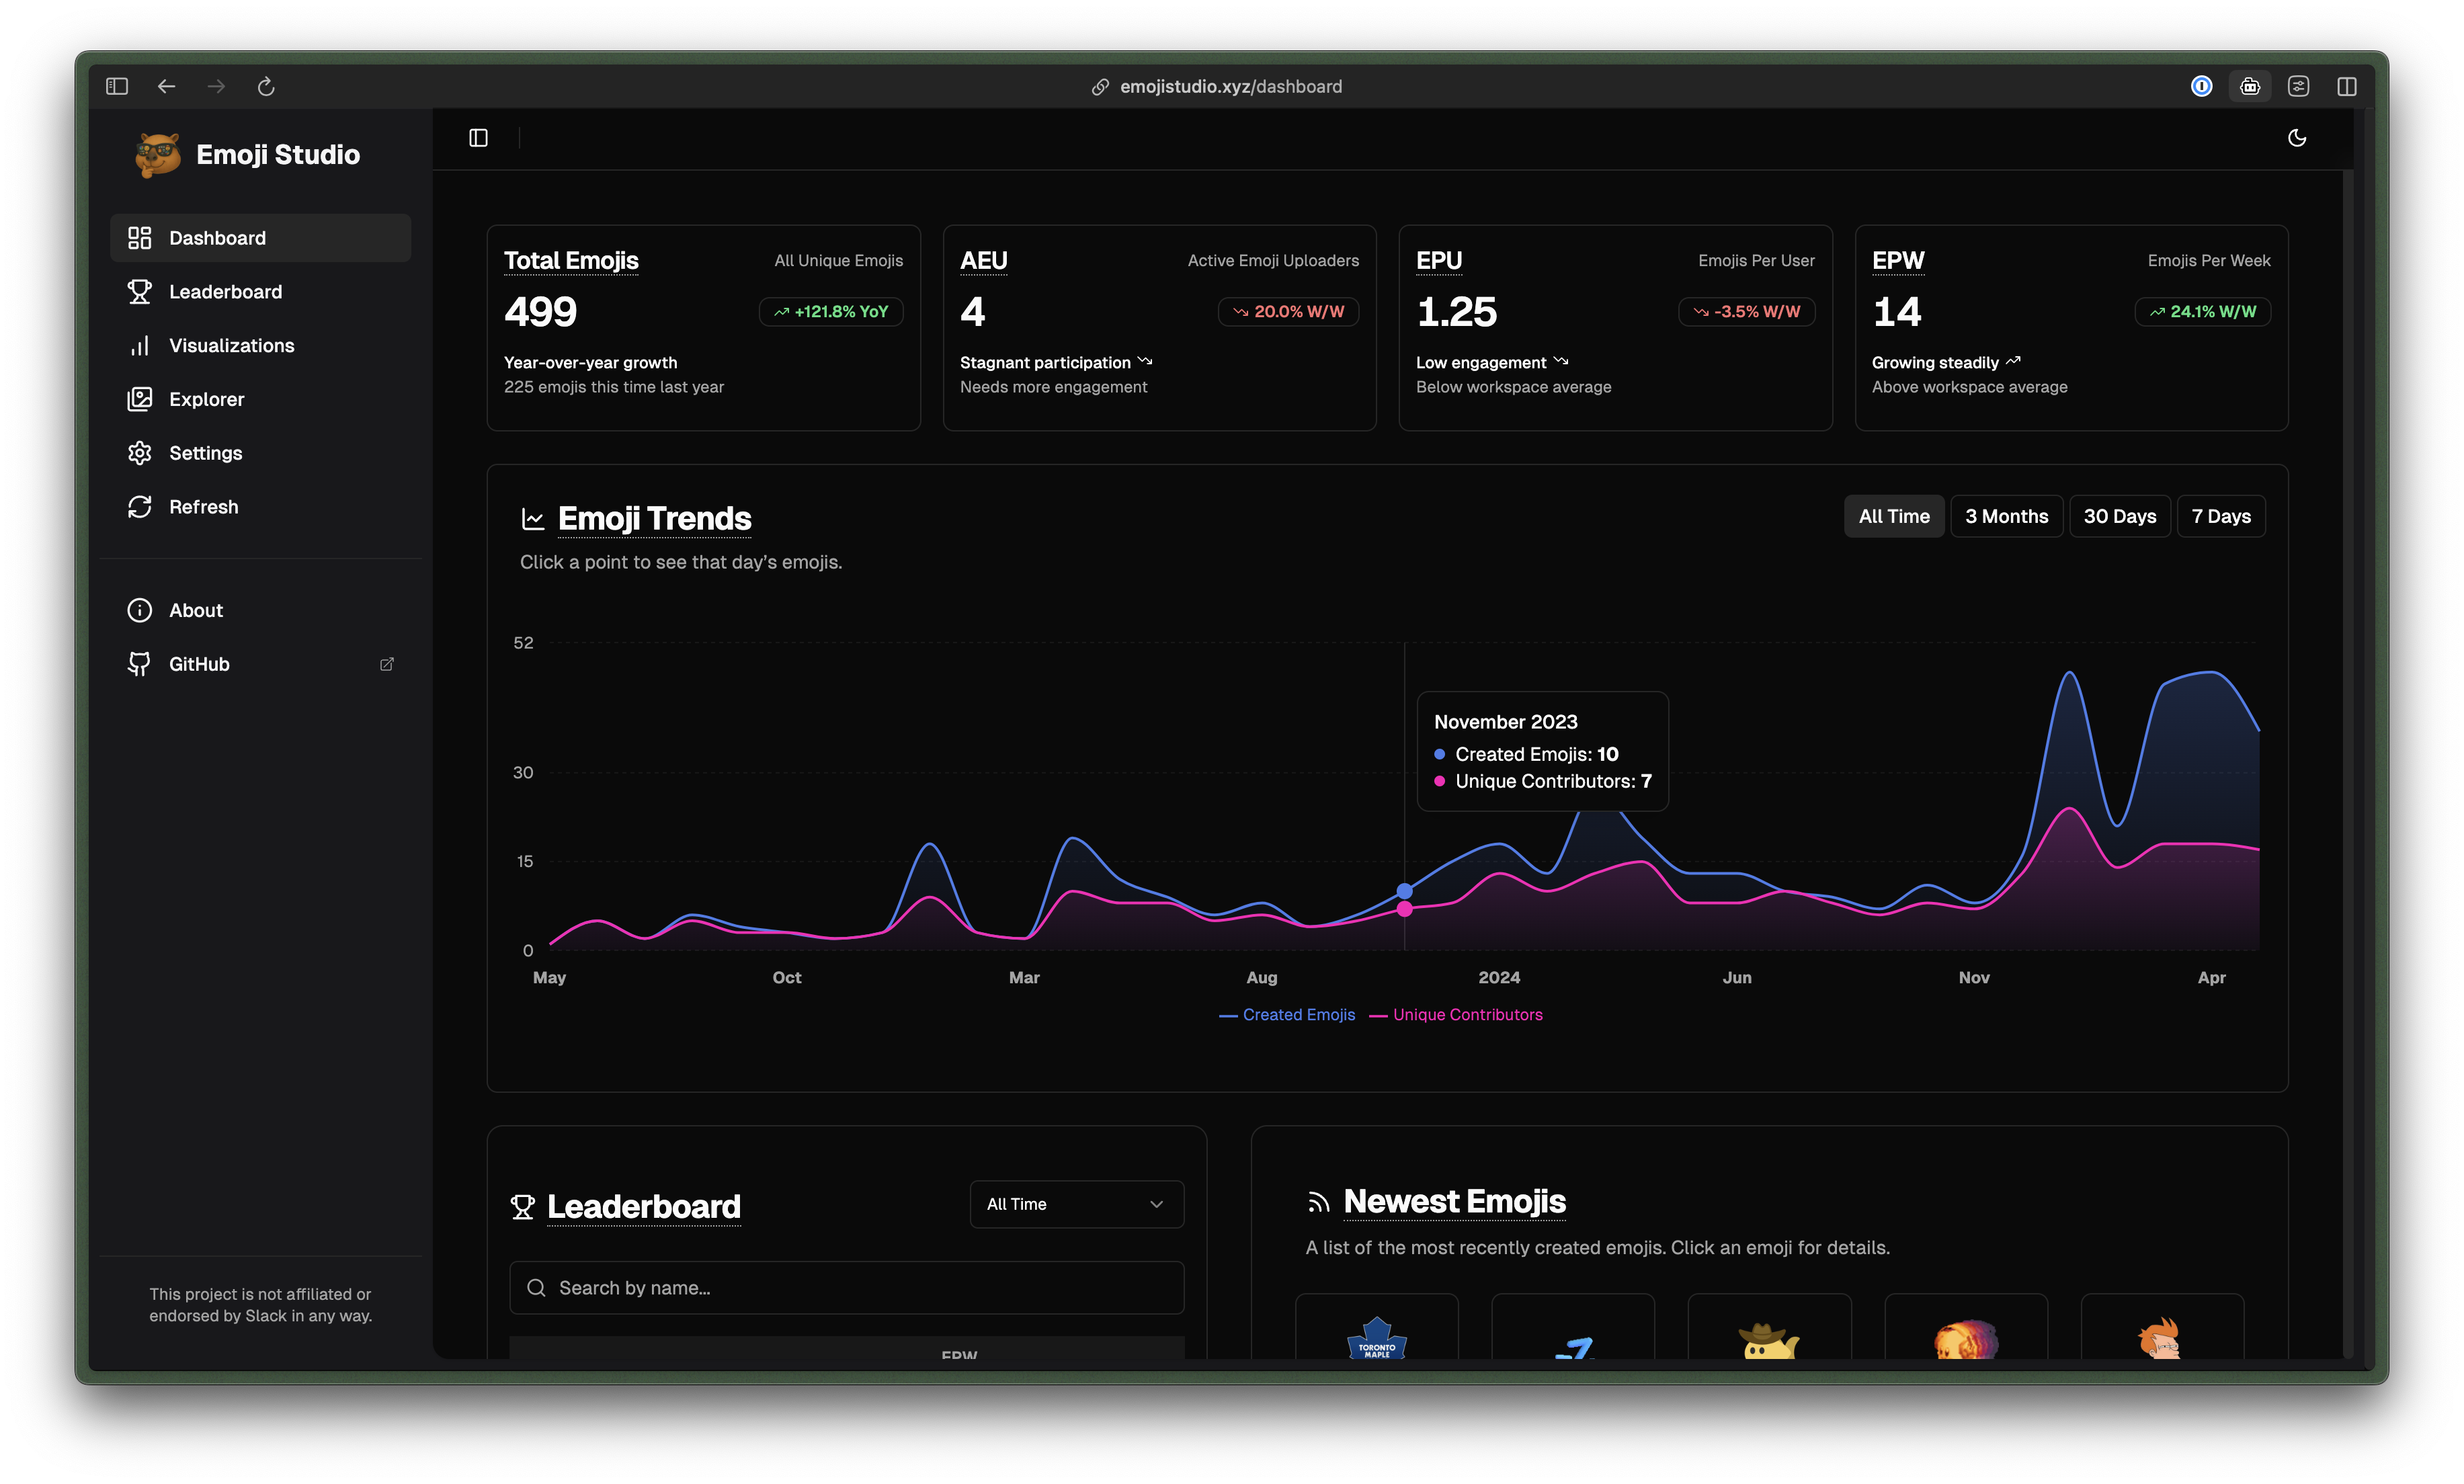 emojistudio.xyz/dashboard
Emoji Studio
Dashboard
Leaderboard
Visualizations
Explorer
Settings
Refresh
About
GitHub
This project is not affiliated or
endorsed by Slack in any way.
Total Emojis
All Unique Emojis
499
+121.8% YoY
Year-over-year growth
225 emojis this time last year
AEU
Active Emoji Uploaders
4
20.0% W/W
Stagnant participation
Needs more engagement
EPU
Emojis Per User
1.25
-3.5% W/W
Low engagement
Below workspace average
EPW
Emojis Per Week
14
24.1% W/W
Growing steadily
Above workspace average
Emoji Trends
Click a point to see that day’s emojis.
All Time
3 Months
30 Days
7 Days
52
30
15
0
November 2023
Created Emojis: 10
Unique Contributors: 7
May
Oct
Mar
Aug
2024
Jun
Nov
Apr
Created Emojis
Unique Contributors
Leaderboard
All Time
Search by name...
EPW
Newest Emojis
A list of the most recently created emojis. Click an emoji for details.
TORONTO
MAPLE